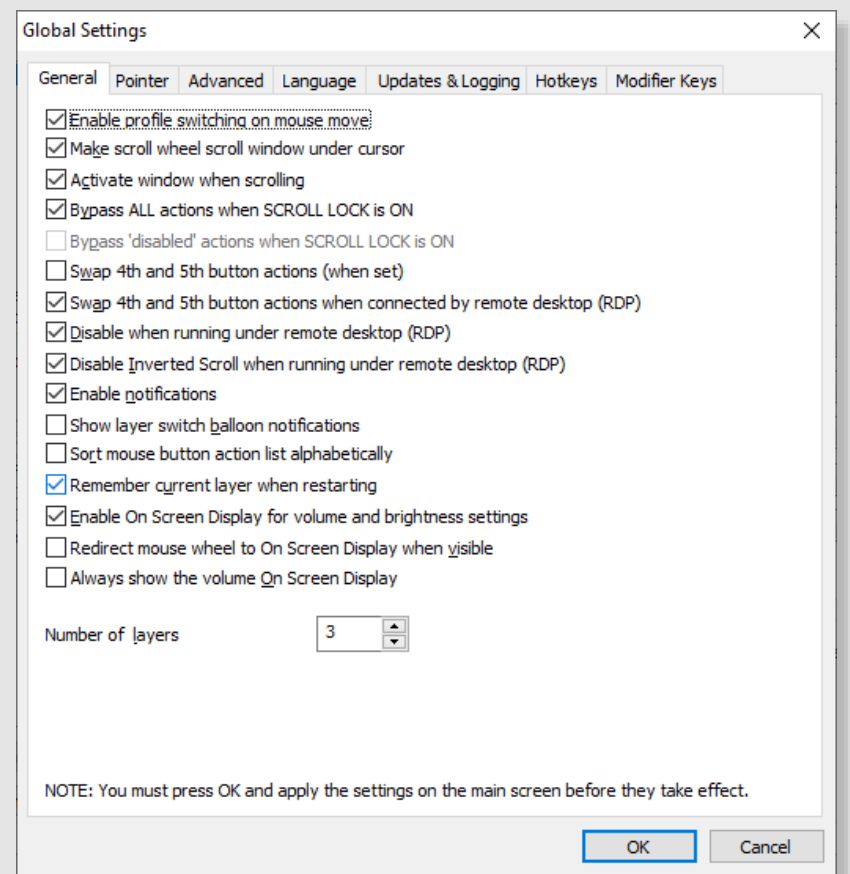 Global Settings
General Pointer Advanced Language Updates & Logging Hotkeys Modifier Keys
Enable profile switching on mouse move
Make scroll wheel scroll window under cursor
Activate window when scrolling
Bypass ALL actions when SCROLL LOCK is ON
Bypass 'disabled' actions when SCROLL LOCK is ON
Swap 4th and 5th button actions (when set)
Swap 4th and 5th button actions when connected by remote desktop (RDP)
Disable when running under remote desktop (RDP)
Disable Inverted Scroll when running under remote desktop (RDP)
Enable notifications
Show layer switch balloon notifications
Sort mouse button action list alphabetically
Remember current layer when restarting
Enable On Screen Display for volume and brightness settings
Redirect mouse wheel to On Screen Display when visible
Always show the volume On Screen Display
Number of layers 3
NOTE: You must press OK and apply the settings on the main screen before they take effect.
OK Cancel